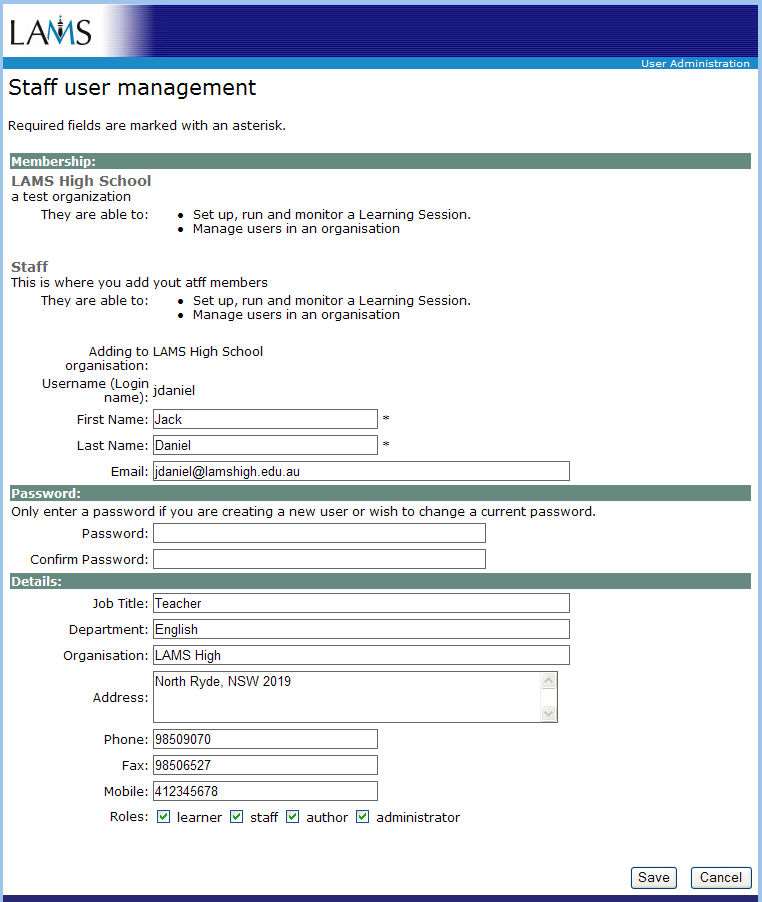 LAMS
User Administration
Staff user management
Required fields are marked with an asterisk.
Membership:
LAMS High School
a test organization
They are able to:
• Set up, run and monitor a Learning Session.
• Manage users in an organisation
Staff
This is where you add yout atff members
They are able to:
• Set up, run and monitor a Learning Session.
• Manage users in an organisation
Adding to LAMS High School
organisation:
Username (Login
name): jdaniel
First Name: Jack *
Last Name: Daniel *
Email: jdaniel@lamshigh.edu.au
Password:
Only enter a password if you are creating a new user or wish to change a current password.
Password:
Confirm Password:
Details:
Job Title: Teacher
Department: English
Organisation: LAMS High
Address: North Ryde, NSW 2019
Phone: 98509070
Fax: 98506527
Mobile: 412345678
Roles: learner staff author administrator
Save Cancel